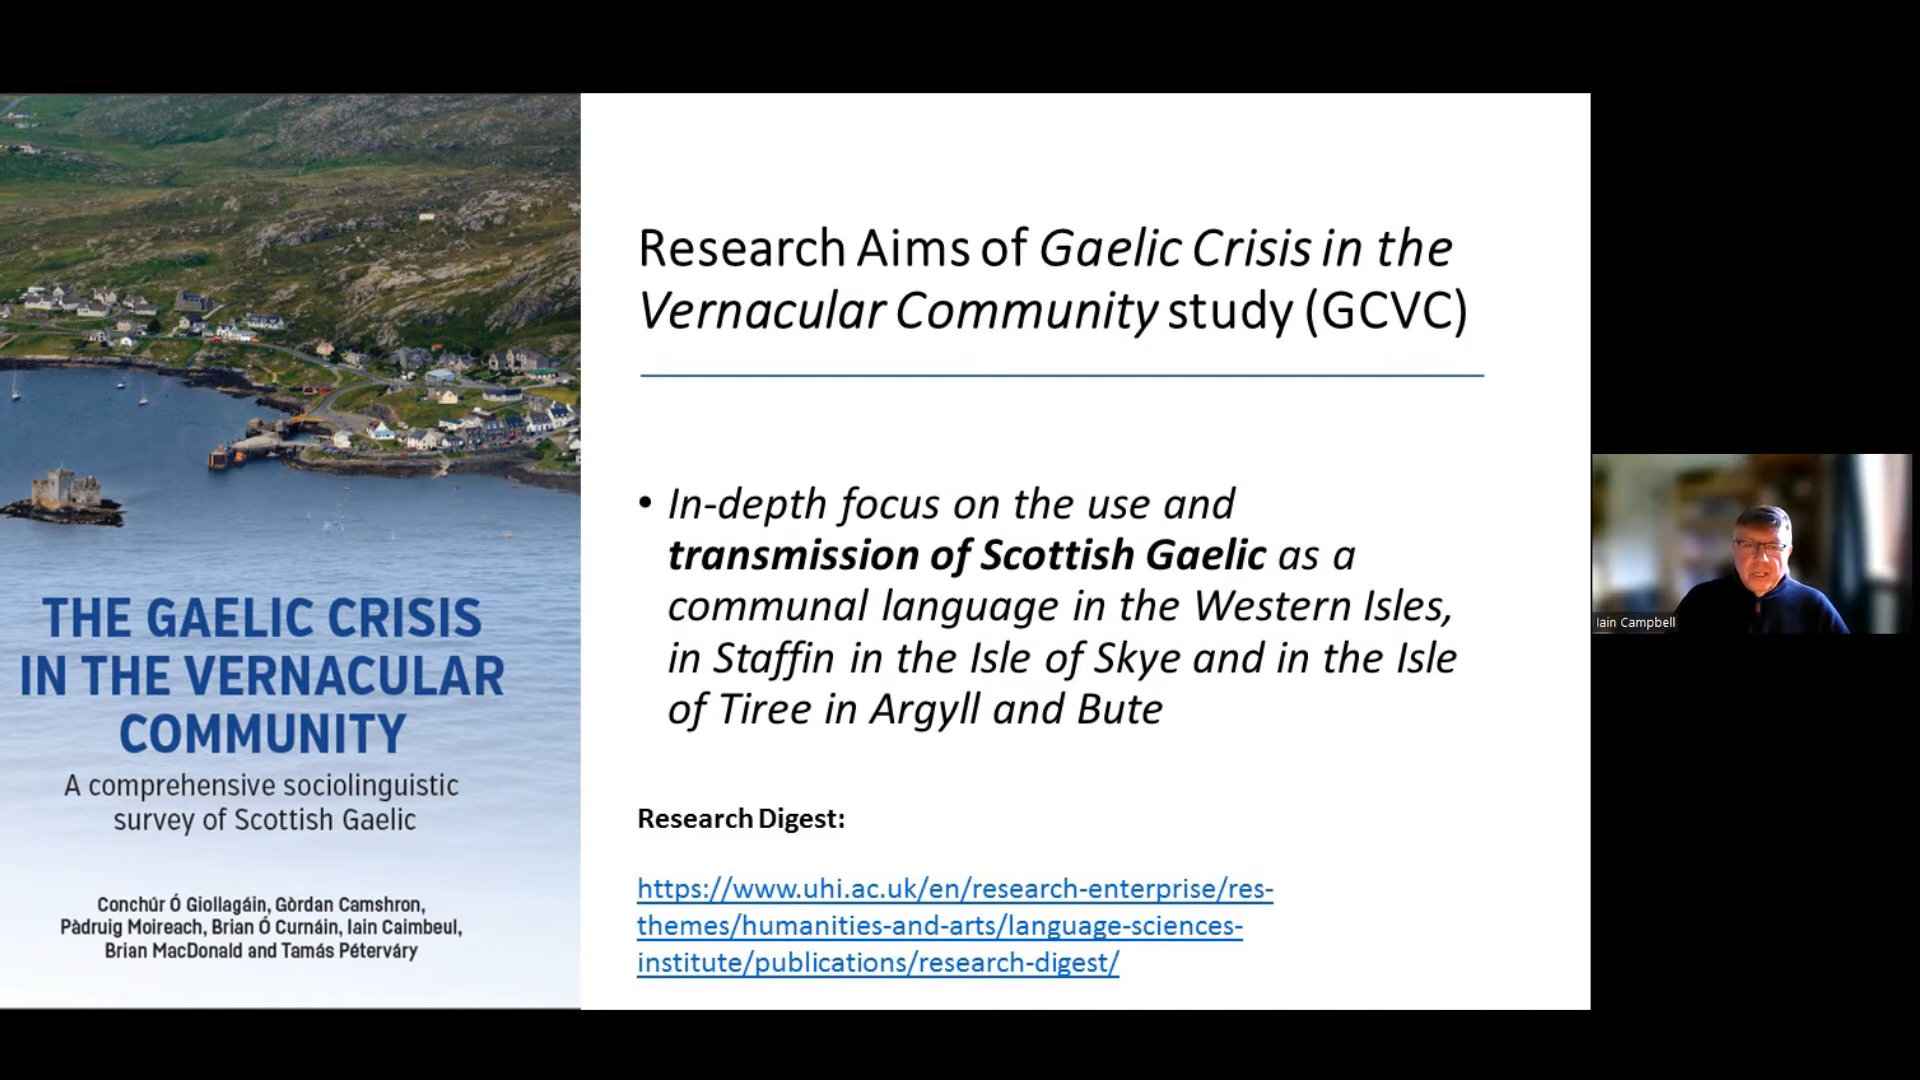 THE GAELIC CRISIS
IN THE VERNACULAR
COMMUNITY
A comprehensive sociolinguistic
survey of Scottish Gaelic
Conchúr Ó Giollagáin, Gòrdan Camshron,
Pàdruig Moireach, Brian Ó Curnáin, Iain Caimbeul,
Brian MacDonald and Tamás Péterváry
Research Aims of Gaelic Crisis in the
Vernacular Community study (GCVC)
• In-depth focus on the use and
transmission of Scottish Gaelic as a
communal language in the Western Isles,
in Staffin in the Isle of Skye and in the Isle
of Tiree in Argyll and Bute
Research Digest:
https://www.uhi.ac.uk/en/research-enterprise/res-
themes/humanities-and-arts/language-sciences-
institute/publications/research-digest/
Iain Campbell